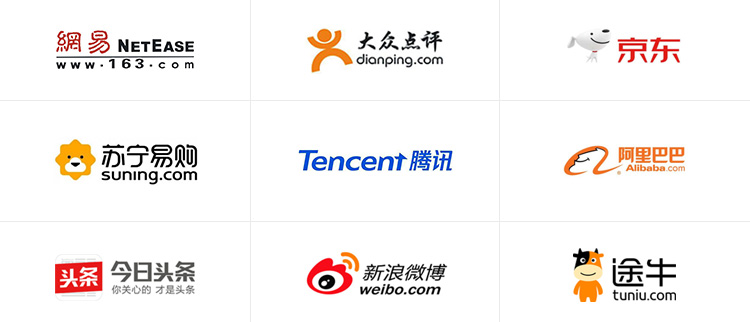 網易 NETEASE
www.163.com
大众点评
dianping.com
京东
苏宁易购
suning.com
Tencent 腾讯
阿里巴巴
Alibaba.com
头条
今日头条
你关心的 才是头条
新浪微博
weibo.com
途牛
tuniu.com